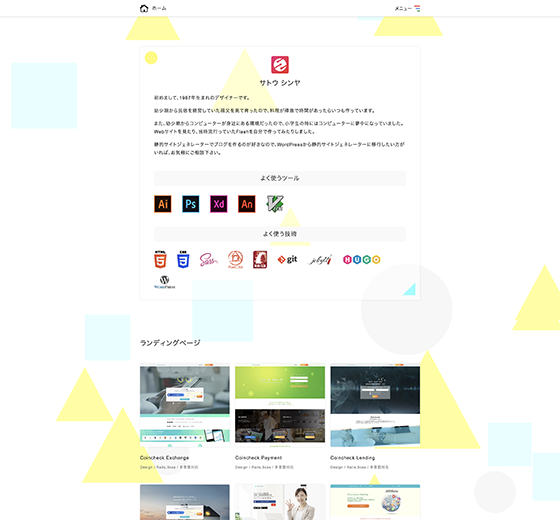 ホーム
メニュー
サトウ シンヤ
初めまして、1987年生まれのデザイナーです。
幼少期から民宿を経営していた祖父を見て育ったので、料理が得意で時間があったらいつも作っています。
また、幼少期からコンピューターが身近にある環境だったので、小学生の時にはコンピューターに夢中になっていました。
Webサイトを見たり、当時流行っていたFlashを自分で作ってみたりしました。
静的サイトジェネレーターでブログを作るのが好きなので、WordPressから静的サイトジェネレーターに移行したい方がいれば、お気軽にご相談下さい。
よく使うツール
Ai Ps Xd An
よく使う技術
HTML 5 CSS 3 Sass git jekyll HUGO
WORDPRESS
ランディングページ
Coincheck Exchange Coincheck Payment Coincheck Lending
Design / Rails, Sass / 多言語対応 Design / Rails, Sass / 多言語対応 Design / Rails, Sass / 多言語対応